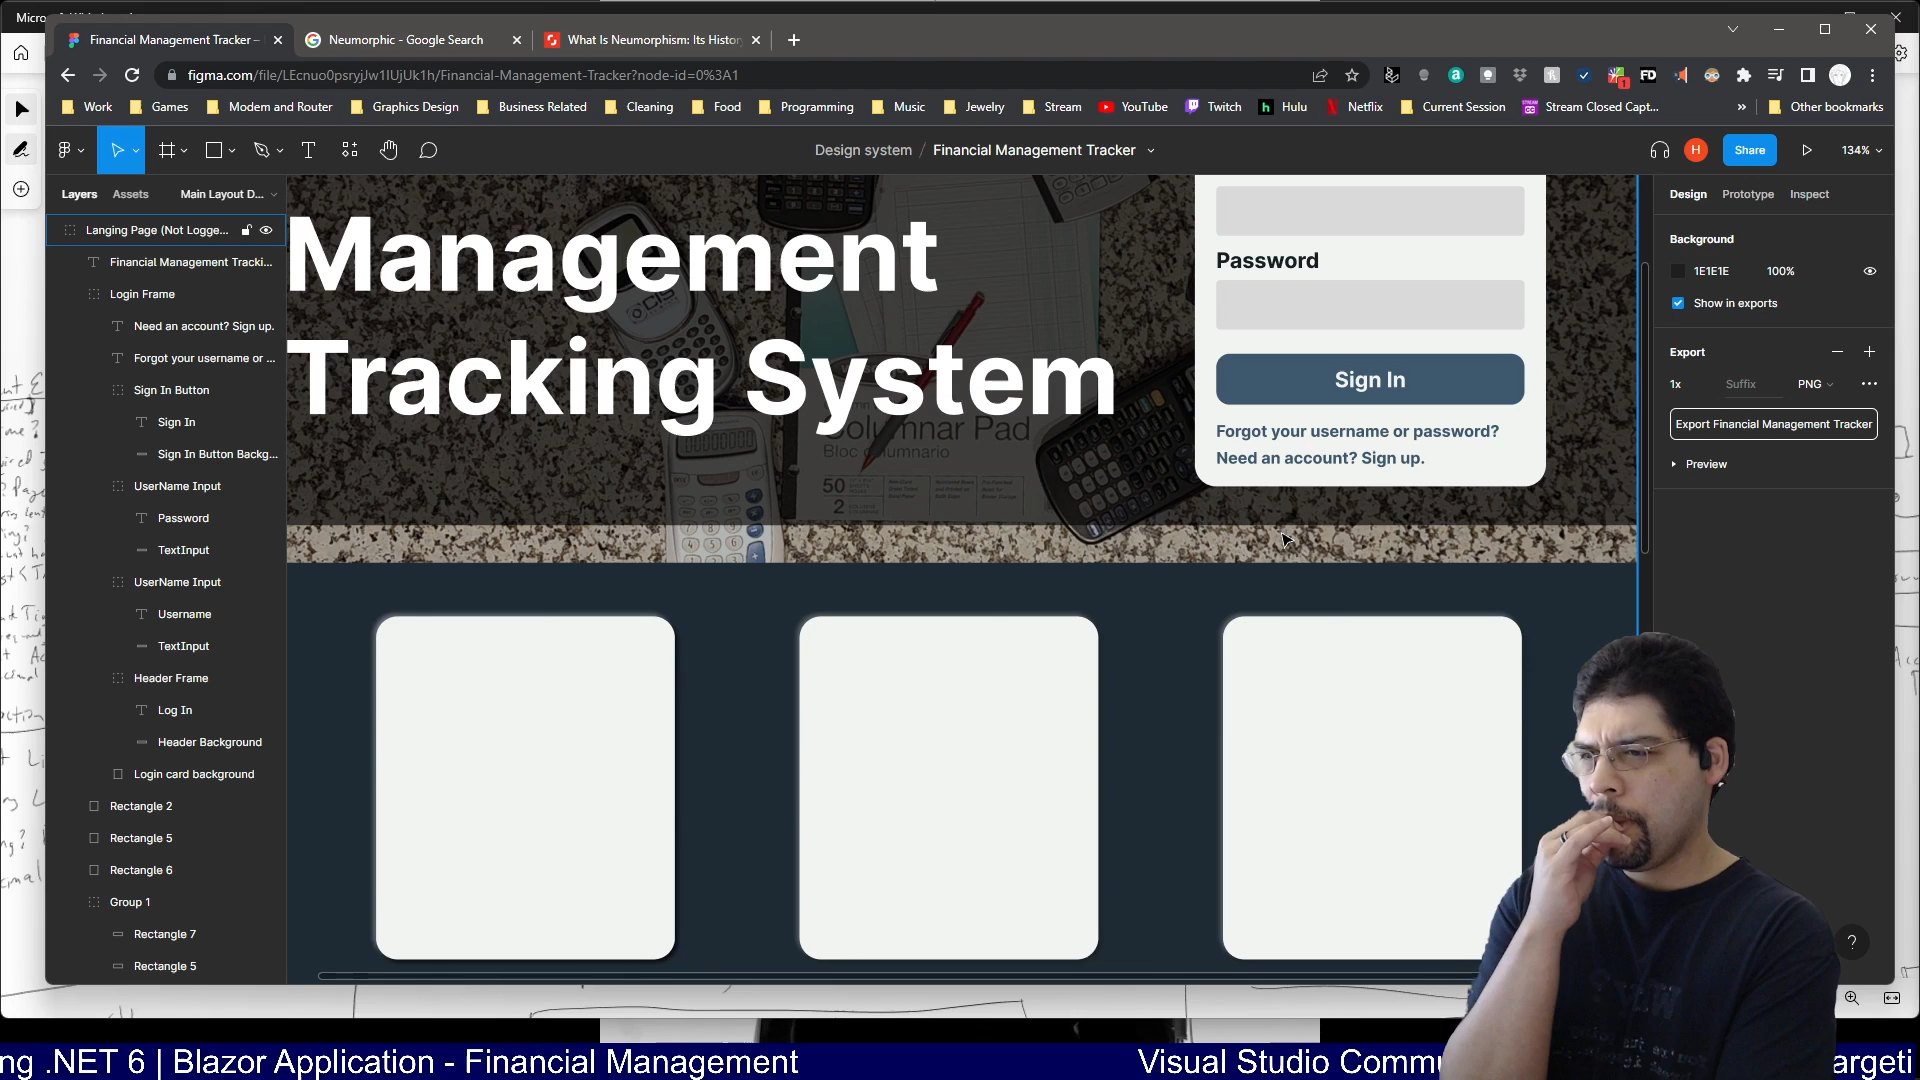 Micro
Financial Management Tracker –
Neumorphic - Google Search
What Is Neumorphism: Its Histor
figma.com/file/LEcnuo0psryjJw1IUjUk1h/Financial-Management-Tracker?node-id=0%3A1
Work
Games
Modem and Router
Graphics Design
Business Related
Cleaning
Food
Programming
Music
Jewelry
Stream
YouTube
Twitch
Hulu
Netflix
Current Session
Stream Closed Capt...
»
Other bookmarks
Design system / Financial Management Tracker
H
Share
134%
Layers
Assets
Main Layout D...
Design
Prototype
Inspect
Langing Page (Not Logge...
Financial Management Tracki...
Login Frame
Need an account? Sign up.
Forgot your username or ...
Sign In Button
Sign In
Sign In Button Backg...
UserName Input
Password
TextInput
UserName Input
Username
TextInput
Header Frame
Log In
Header Background
Login card background
Rectangle 2
Rectangle 5
Rectangle 6
Group 1
Rectangle 7
Rectangle 5
Management
Tracking System
Columnar Pad
Bloc columnario
50
2
Password
Sign In
Forgot your username or password?
Need an account? Sign up.
Background
1E1E1E
100%
Show in exports
Export
1x
Suffix
PNG
Export Financial Management Tracker
Preview
?
ng .NET 6 | Blazor Application - Financial Management
Visual Studio Commu
argeti